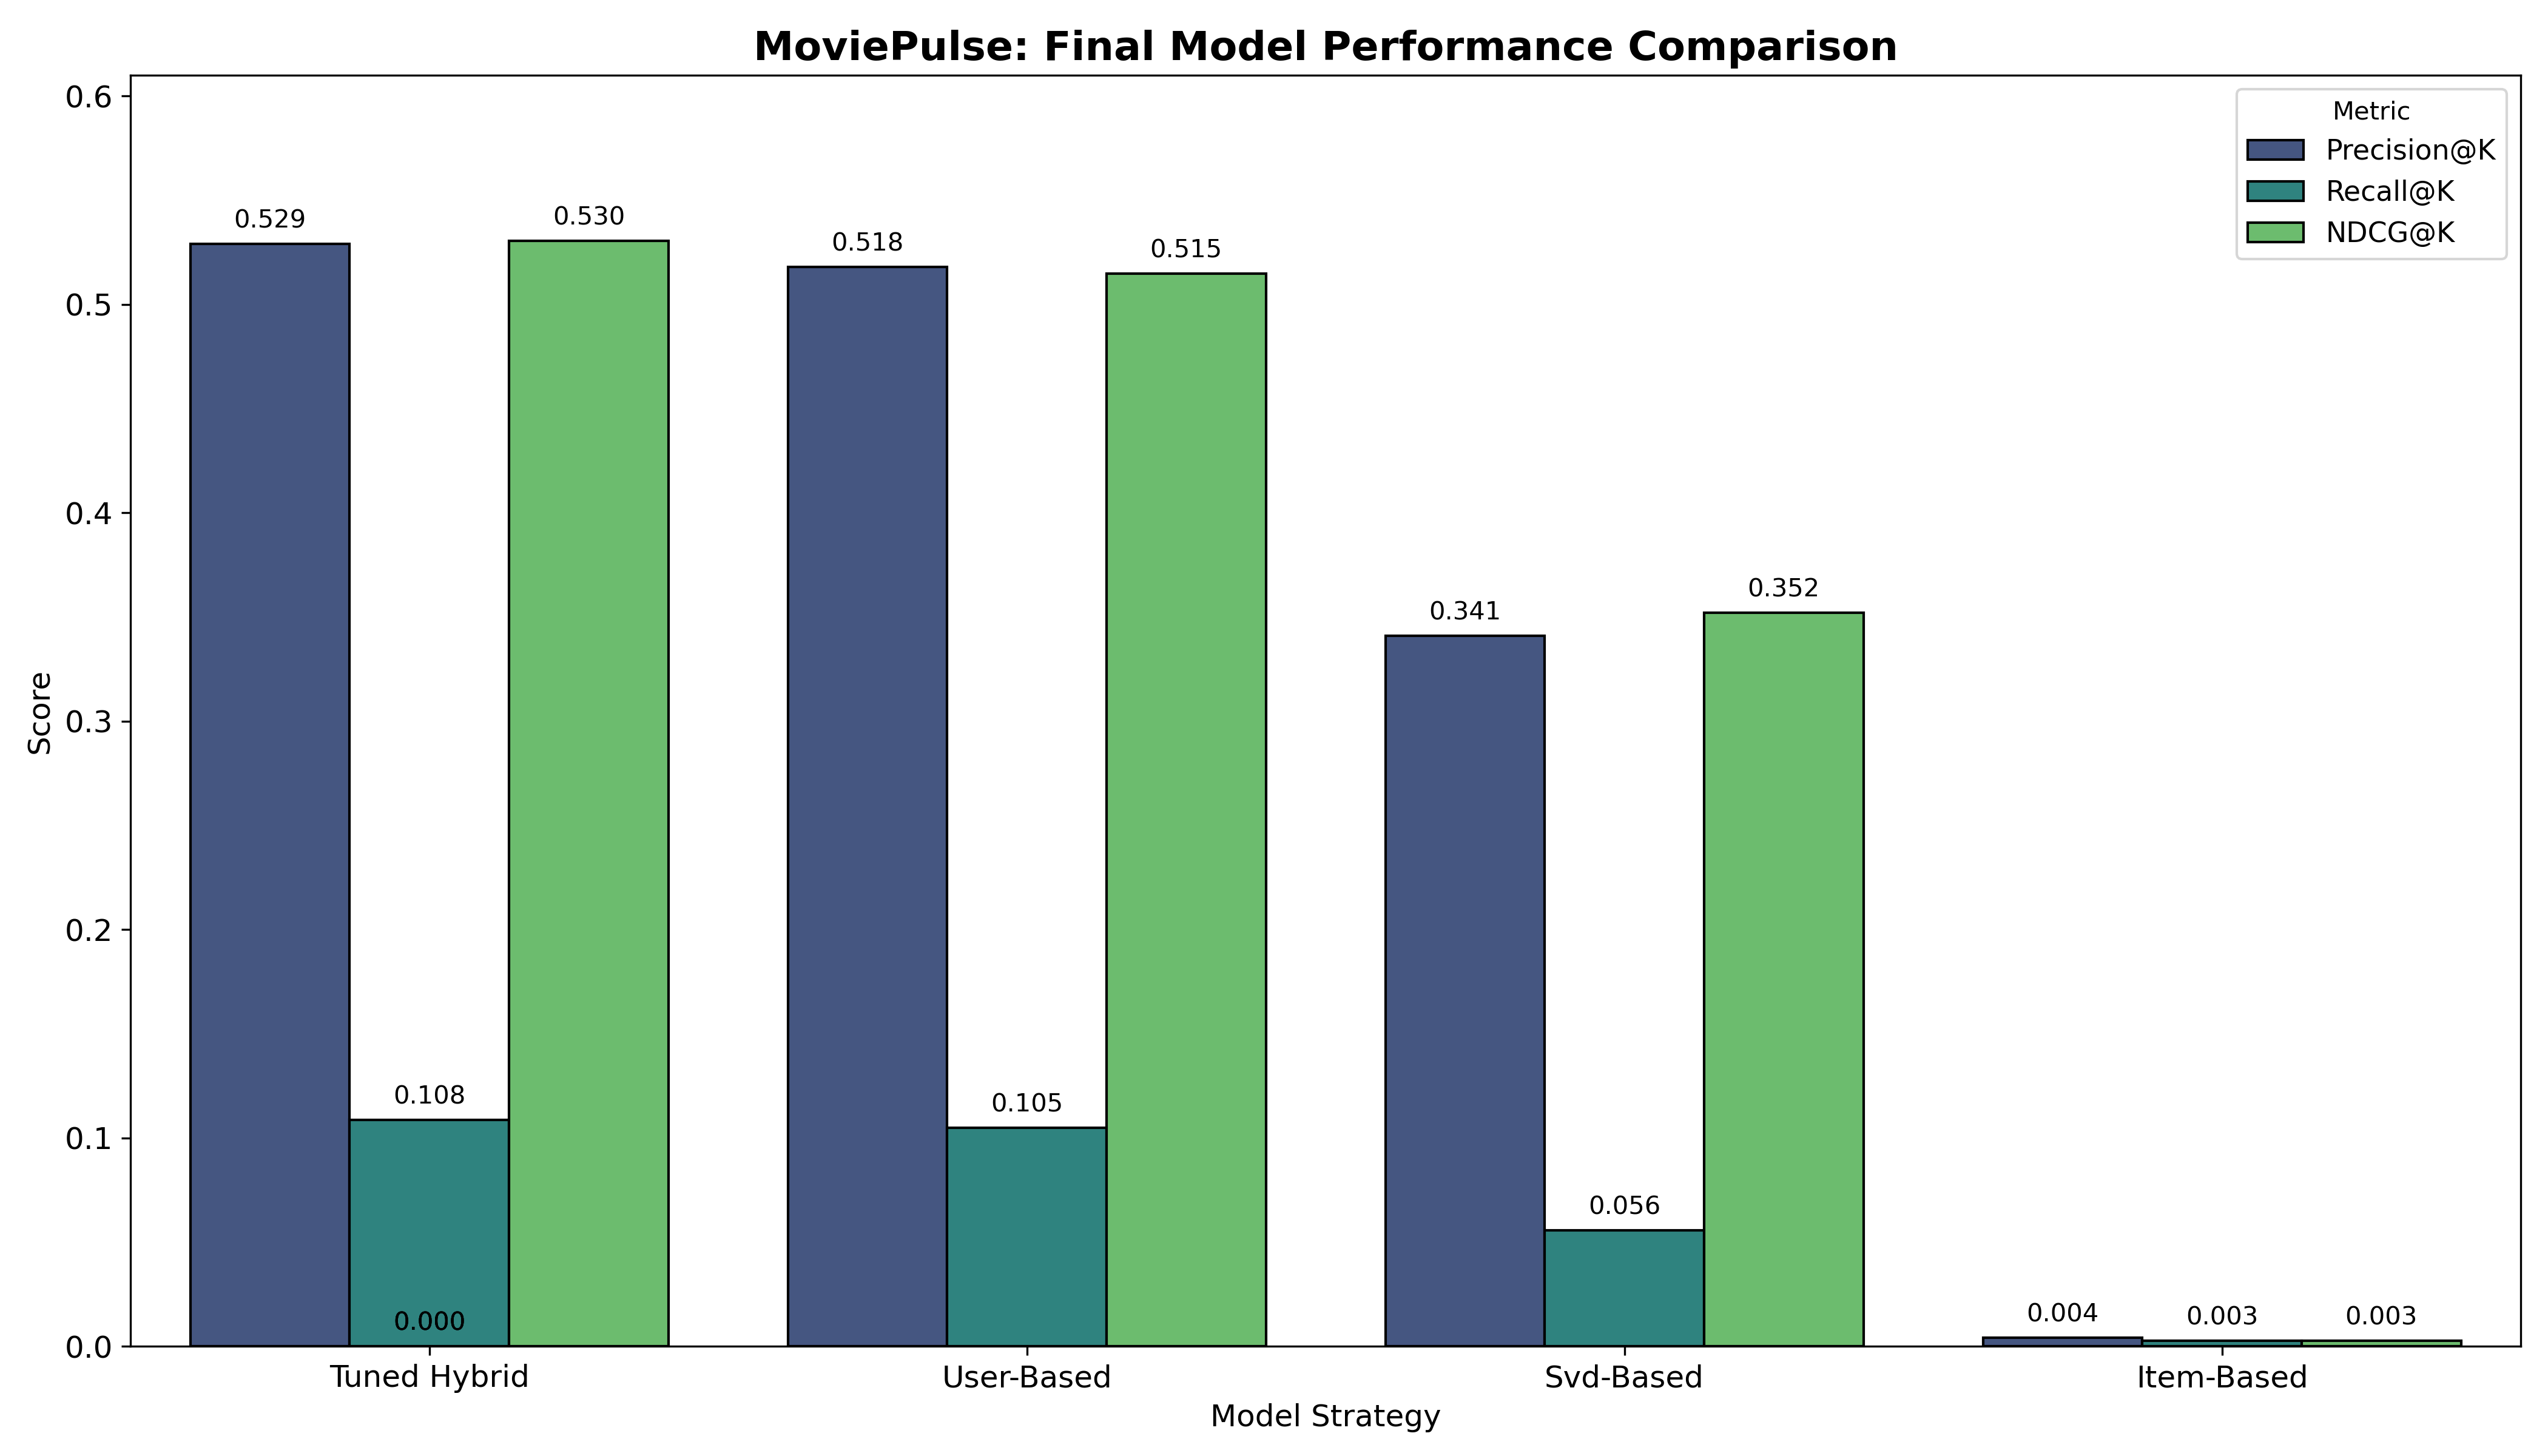 MoviePulse: Final Model Performance Comparison
Metric
Precision@K
Recall@K
NDCG@K
Score
0.6
0.5
0.4
0.3
0.2
0.1
0.0
0.529
0.108
0.530
0.000
0.518
0.105
0.515
0.341
0.056
0.352
0.004
0.003
0.003
Tuned Hybrid
User-Based
Svd-Based
Item-Based
Model Strategy